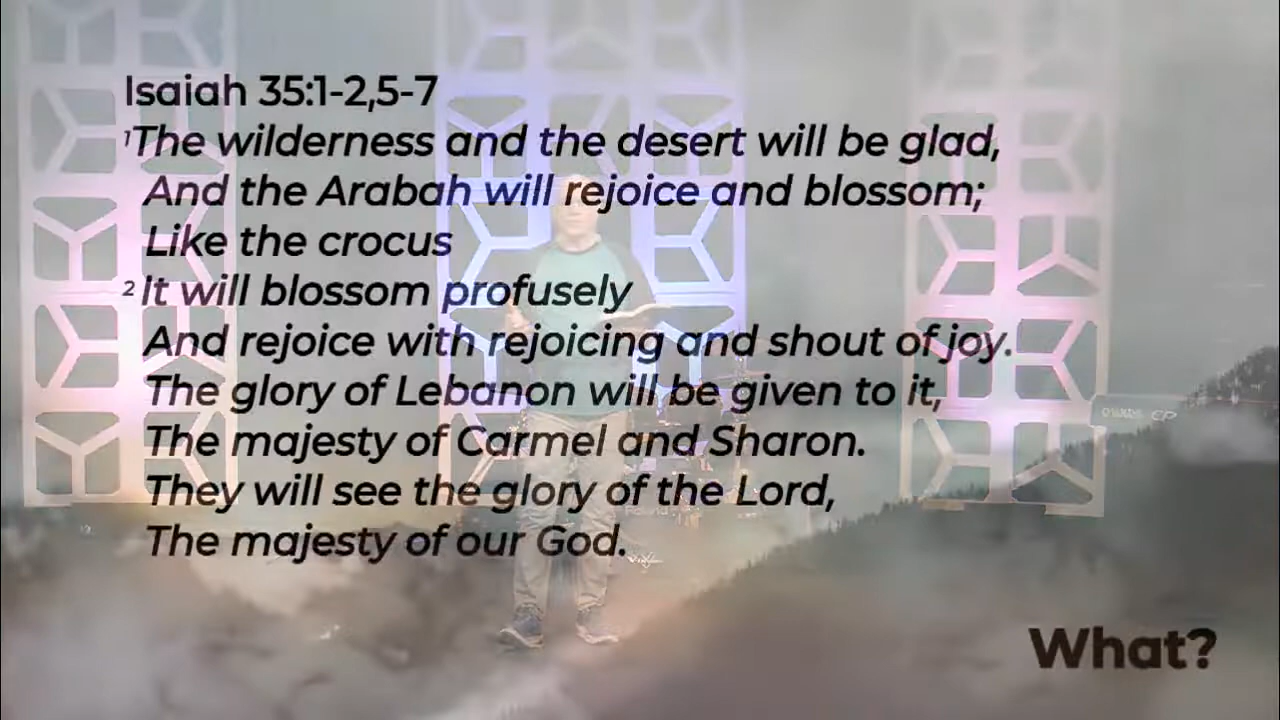 Isaiah 35:1-2,5-7
¹The wilderness and the desert will be glad,
And the Arabah will rejoice and blossom;
Like the crocus
² It will blossom profusely
And rejoice with rejoicing and shout of joy.
The glory of Lebanon will be given to it,
The majesty of Carmel and Sharon.
They will see the glory of the Lord,
The majesty of our God.
Roland
What?